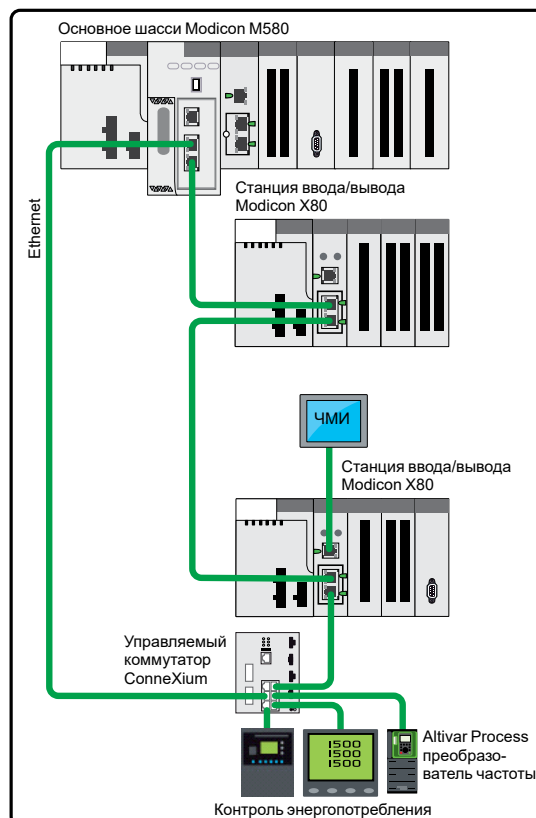 Основное шасси Modicon M580
Ethernet
Станция ввода/вывода
Modicon X80
ЧМИ
Станция ввода/вывода
Modicon X80
Управляемый
коммутатор
ConneXium
1500
1500
1500
Altivar Process
преобразо-
ватель частоты
Контроль энергопотребления